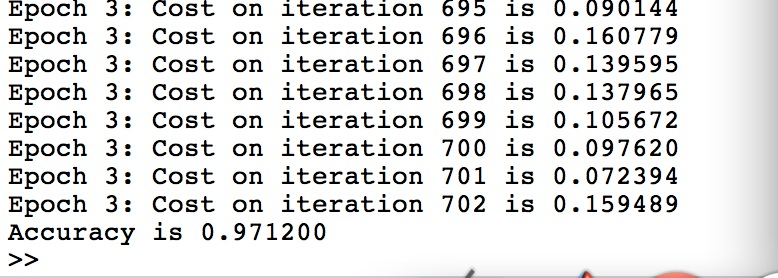 Epoch 3: Cost on iteration 695 is 0.090144
Epoch 3: Cost on iteration 696 is 0.160779
Epoch 3: Cost on iteration 697 is 0.139595
Epoch 3: Cost on iteration 698 is 0.137965
Epoch 3: Cost on iteration 699 is 0.105672
Epoch 3: Cost on iteration 700 is 0.097620
Epoch 3: Cost on iteration 701 is 0.072394
Epoch 3: Cost on iteration 702 is 0.159489
Accuracy is 0.971200
>>